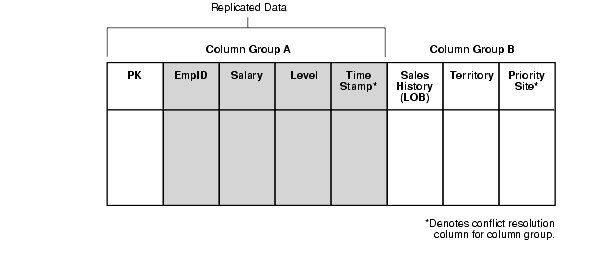 Replicated Data
Column Group A
Column Group B
PK
EmpID
Salary
Level
Time
Stamp*
Sales
History
(LOB)
Territory
Priority
Site*
*Denotes conflict resolution
column for column group.